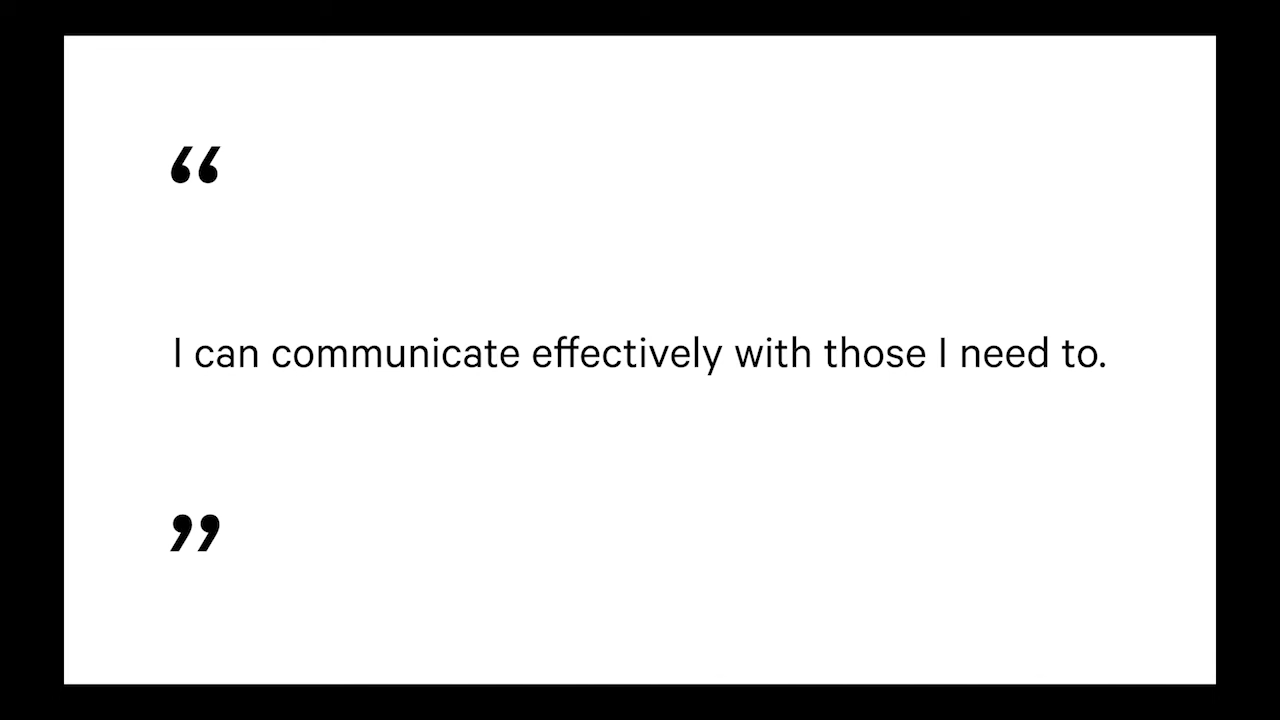 “
I can communicate effectively with those I need to.
”